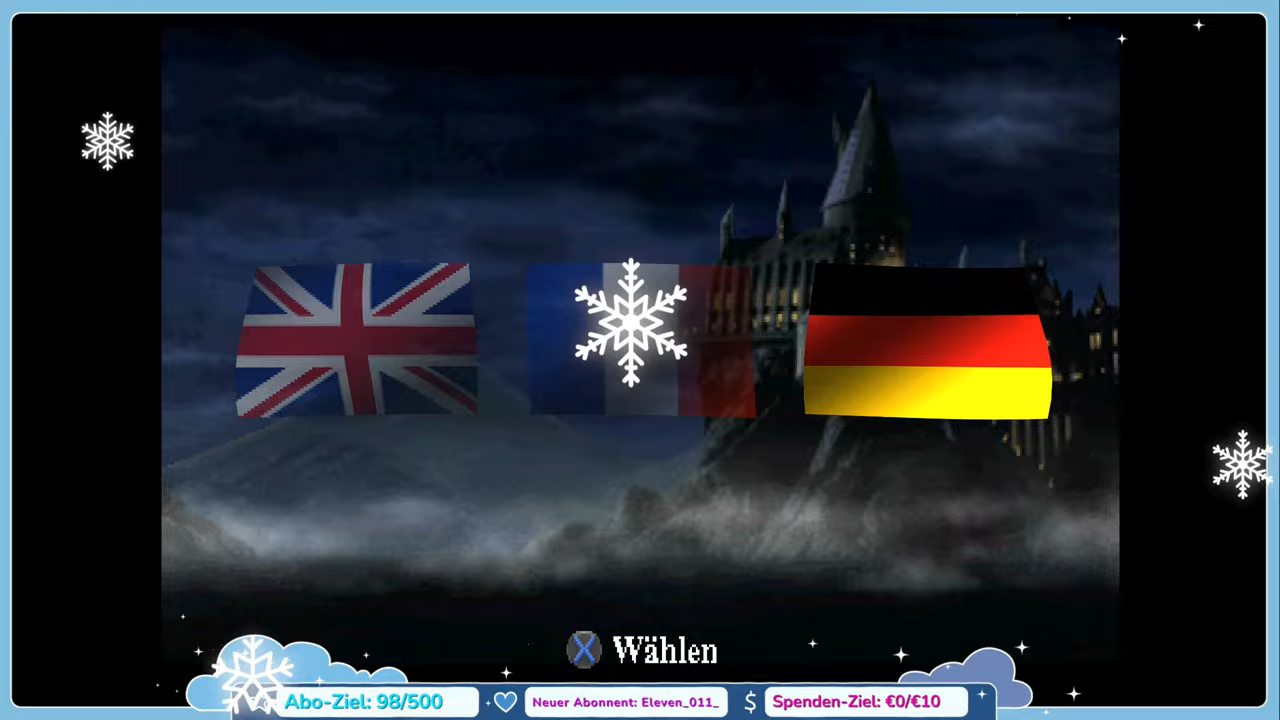 X Wählen
Abo-Ziel: 98/500
Neuer Abonnent: Eleven_011_
$ Spenden-Ziel: €0/€10